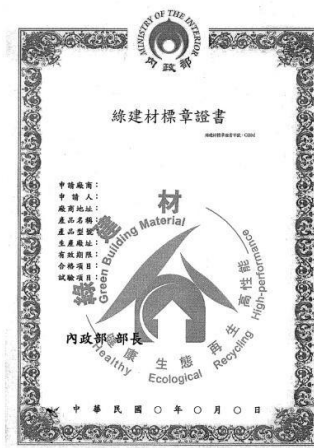 MINISTRY OF THE INTERIOR
內政部
綠建材標章證書
申請廠商：
申請人：
廠商地址：
產品名稱：
產品型號：
生產廠址：
有效期限：
合格項目：
試驗項目：
綠建材
Green Building Material
健康 生態 再生 高性能
Healthy Ecological Recycling High-performance
內政部部長
中華民國○年○月○日